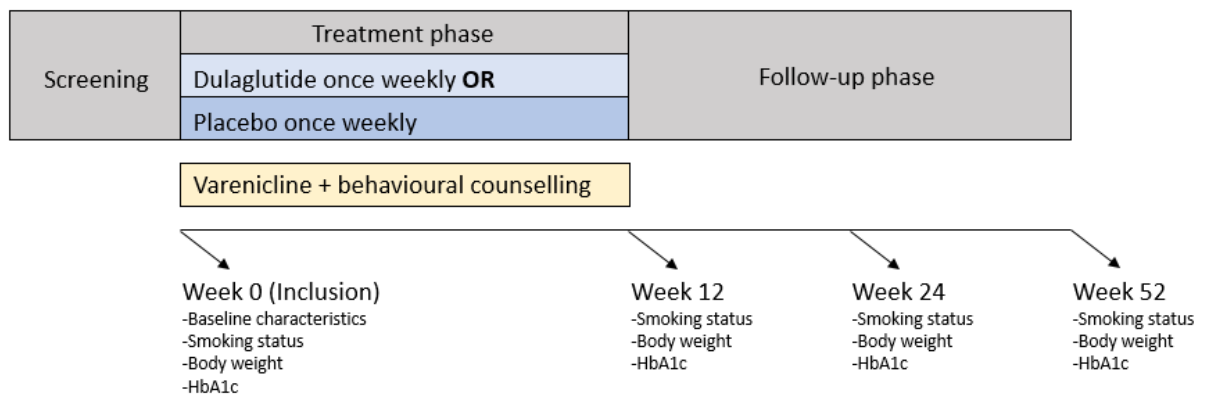 Screening
Treatment phase
Dulaglutide once weekly OR
Placebo once weekly
Follow-up phase
Varenicline + behavioural counselling
Week 0 (Inclusion)
-Baseline characteristics
-Smoking status
-Body weight
-HbA1c
Week 12
-Smoking status
-Body weight
-HbA1c
Week 24
-Smoking status
-Body weight
-HbA1c
Week 52
-Smoking status
-Body weight
-HbA1c